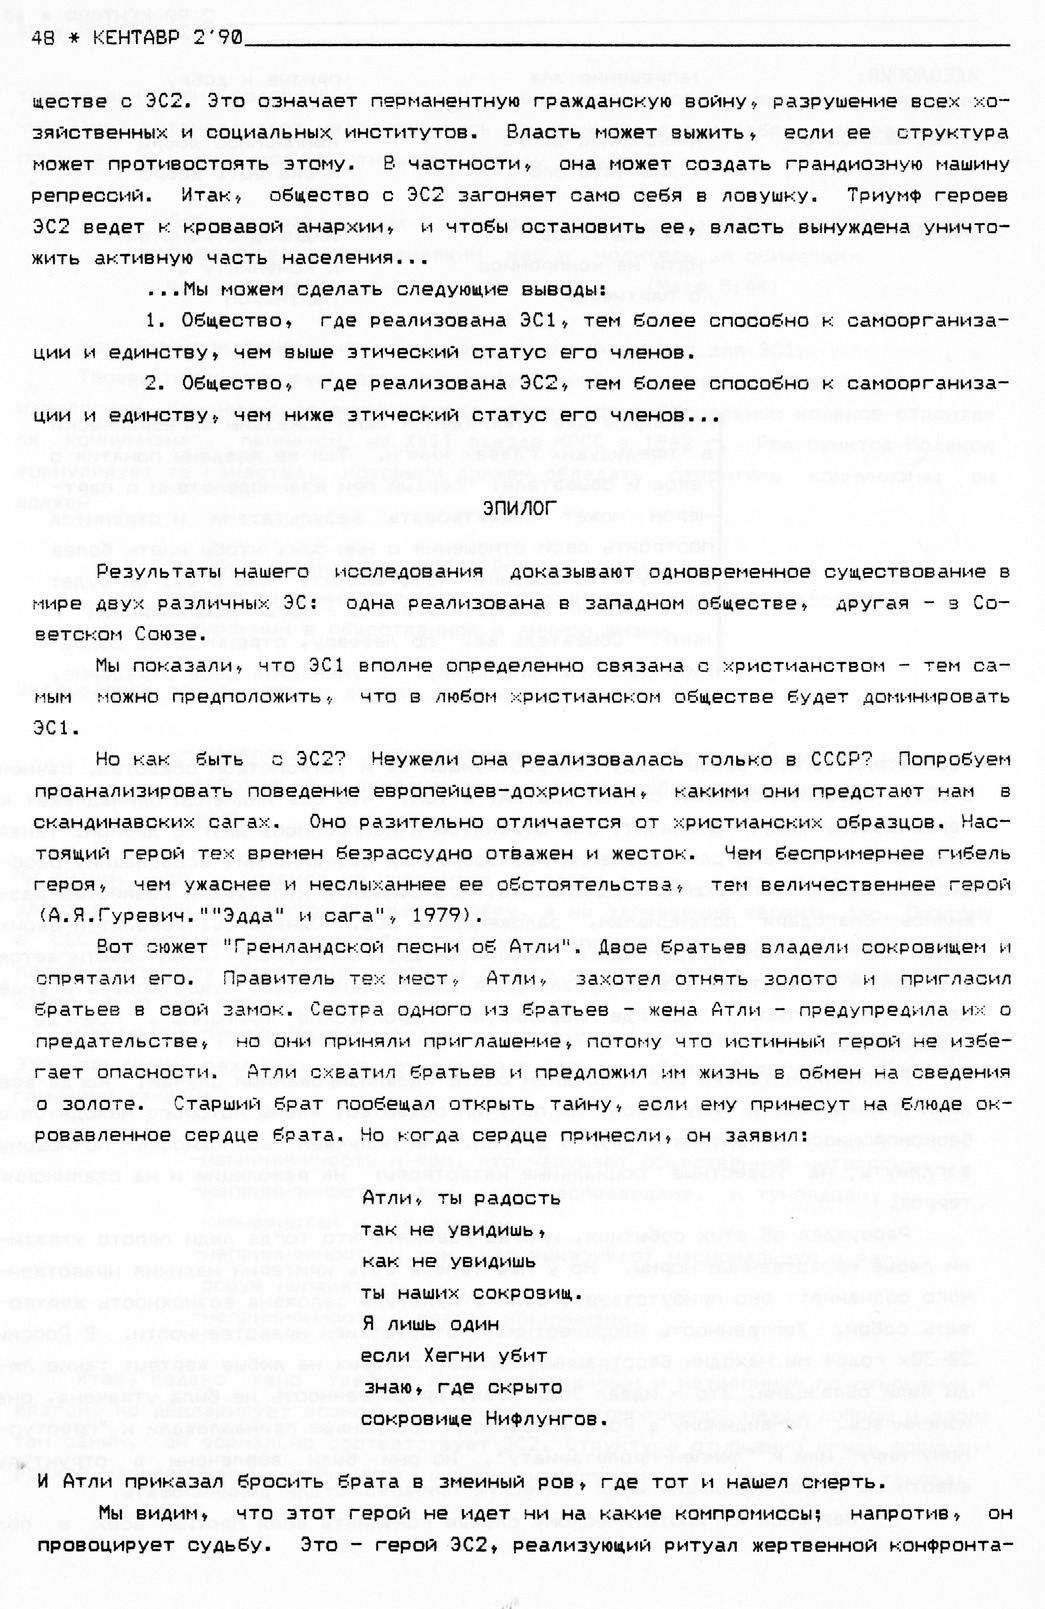 48 * КЕНТАВР 2'90
ществе с ЭС2. Это означает перманентную гражданскую войну, разрушение всех хо-
зяйственных и социальных институтов. Власть может выжить, если ее структура
может противостоять этому. В частности, она может создать грандиозную машину
репрессий. Итак, общество с ЭС2 загоняет само себя в ловушку. Триумф героев
ЭС2 ведет к кровавой анархии, и чтобы остановить ее, власть вынуждена уничто-
жить активную часть населения...
...Мы можем сделать следующие выводы:
1. Общество, где реализована ЭС1, тем более способно к самоорганиза-
ции и единству, чем выше этический статус его членов.
2. Общество, где реализована ЭС2, тем более способно к самоорганиза-
ции и единству, чем ниже этический статус его членов...
ЭПИЛОГ
Результаты нашего исследования доказывают одновременное существование в
мире двух различных ЭС: одна реализована в западном обществе, другая - в Со-
ветском Союзе.
Мы показали, что ЭС1 вполне определенно связана с христианством - тем са-
мым можно предположить, что в любом христианском обществе будет доминировать
ЭС1.
Но как быть с ЭС2? Неужели она реализовалась только в СССР? Попробуем
проанализировать поведение европейцев-дохристиан, какими они предстают нам в
скандинавских сагах. Оно разительно отличается от христианских образцов. Нас-
тоящий герой тех времен безрассудно отважен и жесток. Чем беспримернее гибель
героя, чем ужаснее и неслыханнее ее обстоятельства, тем величественнее герой
(А.Я.Гуревич.""Эдда" и сага", 1979).
Вот сюжет "Гренландской песни об Атли". Двое братьев владели сокровищем и
спрятали его. Правитель тех мест, Атли, захотел отнять золото и пригласил
братьев в свой замок. Сестра одного из братьев - жена Атли - предупредила их о
предательстве, но они приняли приглашение, потому что истинный герой не избе-
гает опасности. Атли схватил братьев и предложил им жизнь в обмен на сведения
о золоте. Старший брат пообещал открыть тайну, если ему принесут на блюде ок-
ровавленное сердце брата. Но когда сердце принесли, он заявил:
Атли, ты радость
так не увидишь,
как не увидишь
ты наших сокровищ.
Я лишь один
если Хегни убит
знаю, где скрыто
сокровище Нифлунгов.
И Атли приказал бросить брата в змеиный ров, где тот и нашел смерть.
Мы видим, что этот герой не идет ни на какие компромиссы; напротив, он
провоцирует судьбу. Это - герой ЭС2, реализующий ритуал жертвенной конфронта-